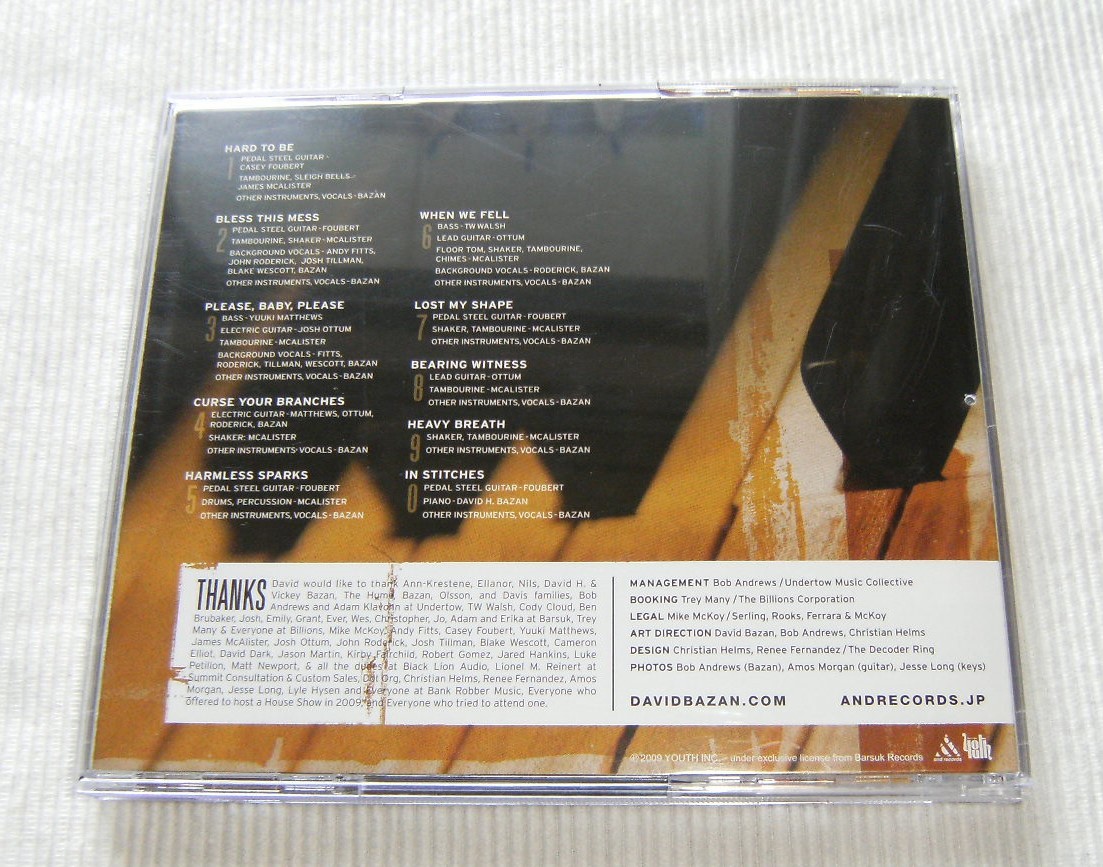 HARD TO BE
1
PEDAL STEEL GUITAR -
CASEY FOUBERT
TAMBOURINE, SLEIGH BELLS -
JAMES MCALISTER
OTHER INSTRUMENTS, VOCALS - BAZAN
BLESS THIS MESS
2
PEDAL STEEL GUITAR - FOUBERT
TAMBOURINE, SHAKER - MCALISTER
BACKGROUND VOCALS - ANDY FITTS,
JOHN RODERICK, JOSH TILLMAN,
BLAKE WESCOTT, BAZAN
OTHER INSTRUMENTS, VOCALS - BAZAN
PLEASE, BABY, PLEASE
3
BASS - YUUKI MATTHEWS
ELECTRIC GUITAR - JOSH OTTUM
TAMBOURINE - MCALISTER
BACKGROUND VOCALS - FITTS,
RODERICK, TILLMAN, WESCOTT, BAZAN
OTHER INSTRUMENTS, VOCALS - BAZAN
CURSE YOUR BRANCHES
4
ELECTRIC GUITAR - MATTHEWS, OTTUM,
RODERICK, BAZAN
SHAKER: MCALISTER
OTHER INSTRUMENTS, VOCALS - BAZAN
HARMLESS SPARKS
5
PEDAL STEEL GUITAR - FOUBERT
DRUMS, PERCUSSION - MCALISTER
OTHER INSTRUMENTS, VOCALS - BAZAN
WHEN WE FELL
6
BASS - TW WALSH
LEAD GUITAR - OTTUM
FLOOR TOM, SHAKER, TAMBOURINE,
CHIMES - MCALISTER
BACKGROUND VOCALS - RODERICK, BAZAN
OTHER INSTRUMENTS, VOCALS - BAZAN
LOST MY SHAPE
7
PEDAL STEEL GUITAR - FOUBERT
SHAKER, TAMBOURINE - MCALISTER
OTHER INSTRUMENTS, VOCALS - BAZAN
BEARING WITNESS
8
LEAD GUITAR - OTTUM
TAMBOURINE - MCALISTER
OTHER INSTRUMENTS, VOCALS - BAZAN
HEAVY BREATH
9
SHAKER, TAMBOURINE - MCALISTER
OTHER INSTRUMENTS, VOCALS - BAZAN
IN STITCHES
0
PEDAL STEEL GUITAR - FOUBERT
PIANO - DAVID H. BAZAN
OTHER INSTRUMENTS, VOCALS - BAZAN
THANKS David would like to thank Ann-Krestene, Ellanor, Nils, David H. &
Vickey Bazan, The Hume, Bazan, Olsson, and Davis families, Bob
Andrews and Adam Klavohn at Undertow, TW Walsh, Cody Cloud, Ben
Brubaker, Josh, Emily, Grant, Ever, Wes, Christopher, Jo, Adam and Erika at Barsuk, Trey
Many & Everyone at Billions, Mike McKoy, Andy Fitts, Casey Foubert, Yuuki Matthews,
James McAlister, Josh Ottum, John Roderick, Josh Tillman, Blake Wescott, Cameron
Elliot, David Dark, Jason Martin, Kirby Fairchild, Robert Gomez, Jared Hankins, Luke
Petilion, Matt Newport, & all the dudes at Black Lion Audio, Lionel M. Reinert at
Summit Consultation & Custom Sales, Dot Org, Christian Helms, Renee Fernandez, Amos
Morgan, Jesse Long, Lyle Hysen and Everyone at Bank Robber Music, Everyone who
offered to host a House Show in 2009, and Everyone who tried to attend one.
MANAGEMENT Bob Andrews / Undertow Music Collective
BOOKING Trey Many / The Billions Corporation
LEGAL Mike McKoy / Serling, Rooks, Ferrara & McKoy
ART DIRECTION David Bazan, Bob Andrews, Christian Helms
DESIGN Christian Helms, Renee Fernandez / The Decoder Ring
PHOTOS Bob Andrews (Bazan), Amos Morgan (guitar), Jesse Long (keys)
DAVIDBAZAN.COM ANDRECORDS.JP
℗ 2009 YOUTH INC. - under exclusive license from Barsuk Records
and records
youth